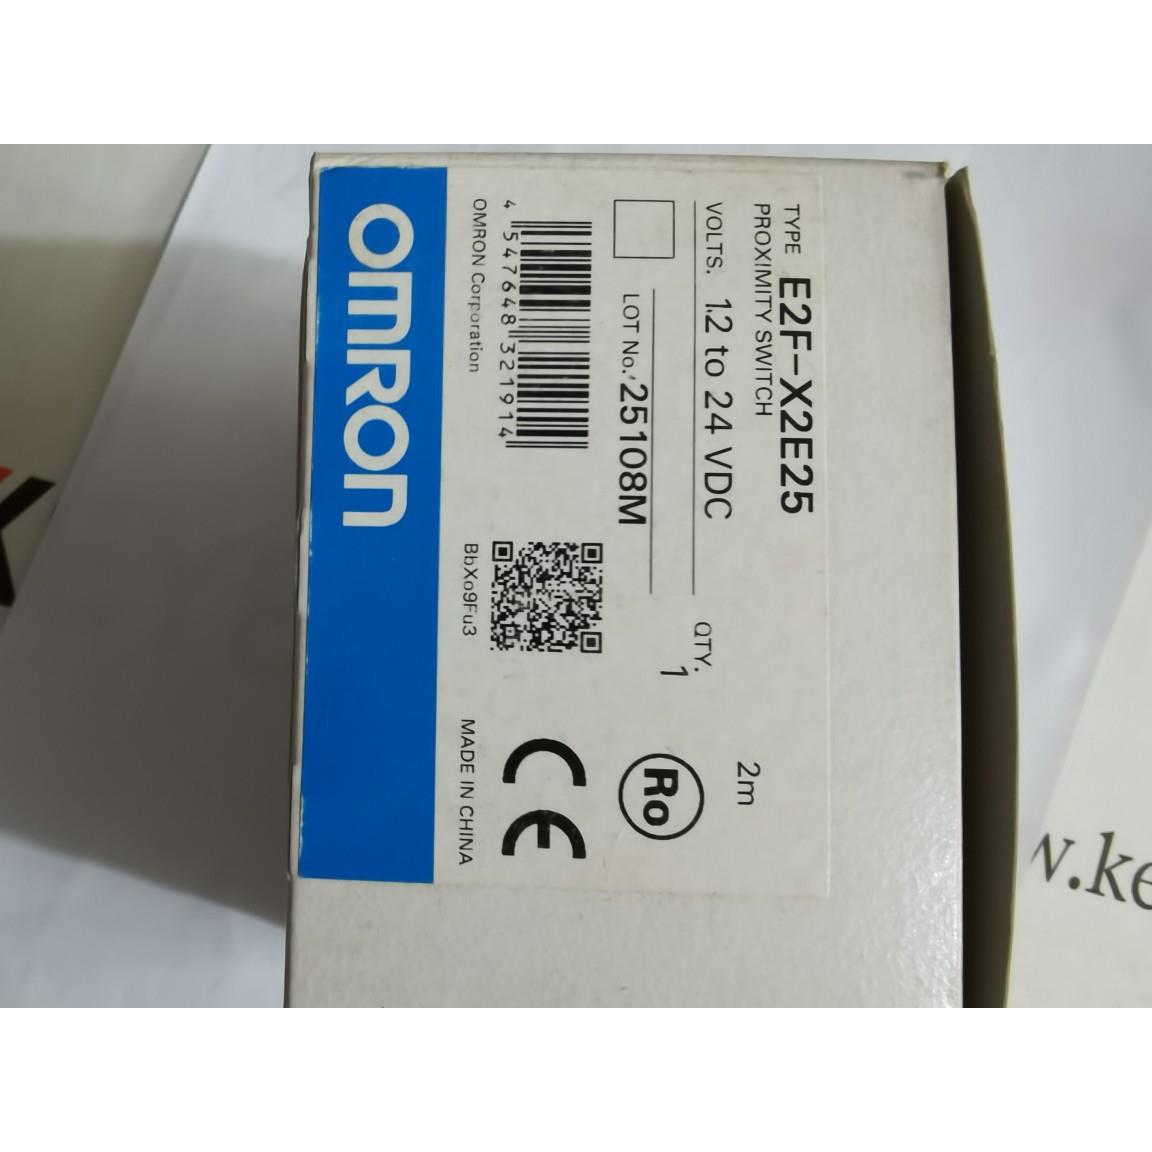 TYPE E2F-X2E25
PROXIMITY SWITCH
2m
VOLTS. 12 to 24 VDC
QTY.
1
LOT No. 25108M
Ro
4 547648 321914
OMRON Corporation
BbXo9Fu3
MADE IN CHINA
CE
OMRON
w.ke